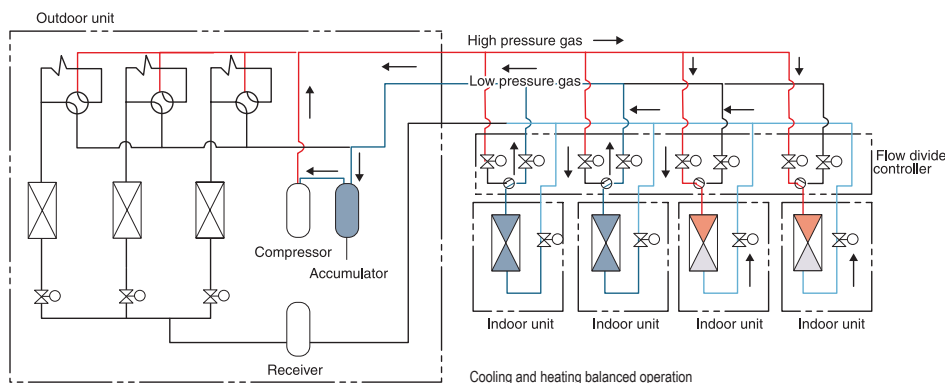 Outdoor unit
High pressure gas
Low pressure gas
Flow divide
controller
Compressor
Accumulator
Receiver
Indoor unit
Indoor unit
Indoor unit
Indoor unit
Cooling and heating balanced operation